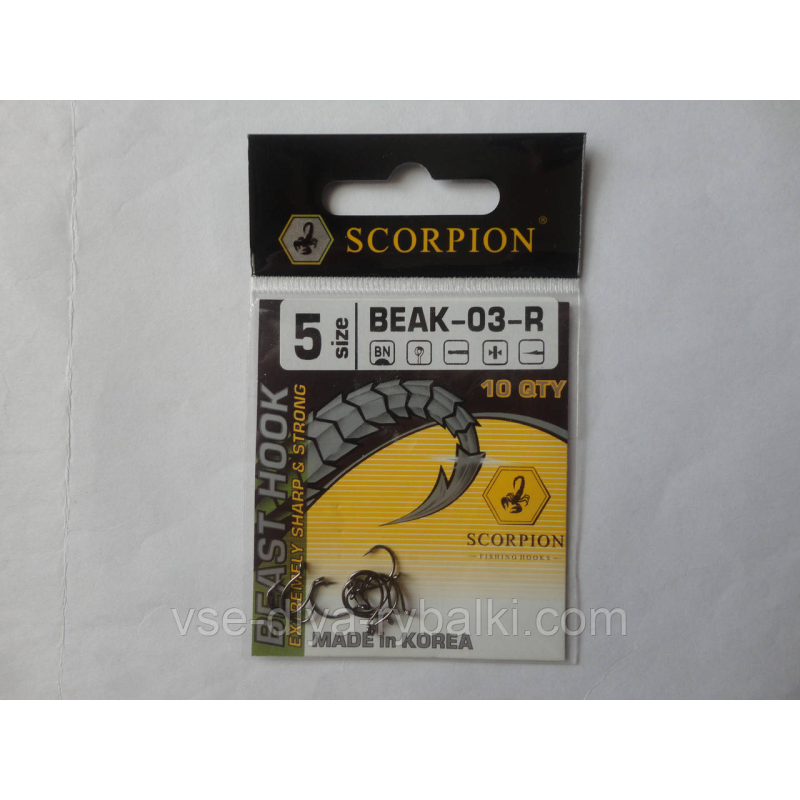 SCORPION ®
5 size
BEAK-03-R
BN
10 QTY
BEAST HOOK
EXTREMELY SHARP & STRONG
SCORPION
FISHING HOOKS
MADE in KOREA
vse-dlya-rybalki.com